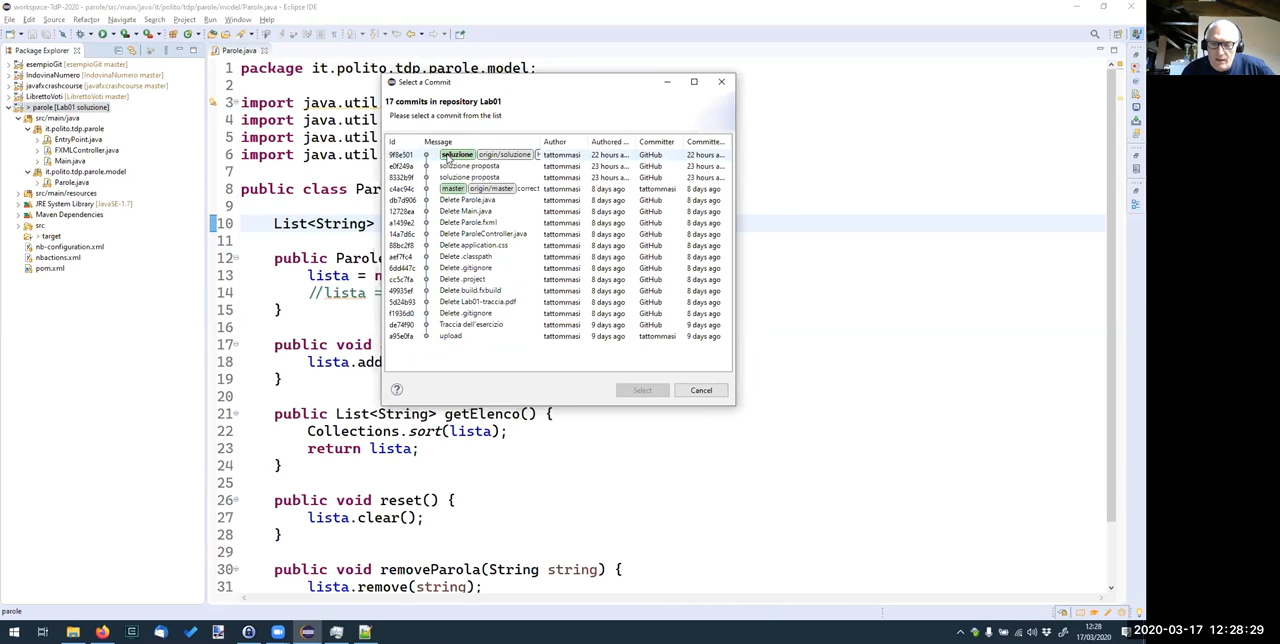 workspace-TdP-2020 - parole/src/main/java/it/polito/tdp/parole/model/Parole.java - Eclipse IDE
File Edit Source Refactor Navigate Search Project Run Window Help
Package Explorer
esempioGit [esempioGit master]
IndovinaNumero [IndovinaNumero master]
javafxcrashcourse [javafxcrashcourse master]
LibrettoVoti [LibrettoVoti master]
> parole [Lab01 soluzione]
src/main/java
it.polito.tdp.parole
EntryPoint.java
FXMLController.java
Main.java
it.polito.tdp.parole.model
Parole.java
src/main/resources
JRE System Library [JavaSE-1.7]
Maven Dependencies
src
> target
nb-configuration.xml
nbactions.xml
pom.xml
Parole.java
1 package it.polito.tdp.parole.model;
2
3 import java.util
4 import java.util
5 import java.util
6 import java.util
7
8 public class Par
9
10 List<String>
11
12 public Parole
13 lista = n
14 //lista =
15 }
16
17 public void
18 lista.add
19 }
20
21 public List<String> getElenco() {
22 Collections.sort(lista);
23 return lista;
24 }
25
26 public void reset() {
27 lista.clear();
28 }
29
30 public void removeParola(String string) {
31 lista.remove(string);
Select a Commit
17 commits in repository Lab01
Please select a commit from the list
Id Message Author Authored ... Committer Committe...
9f8e501 soluzione origin/soluzione tattommasi 22 hours a... GitHub 22 hours a...
e0f249a soluzione proposta tattommasi 23 hours a... GitHub 23 hours a...
8332b9f soluzione proposta tattommasi 23 hours a... GitHub 23 hours a...
c4ac94c master origin/master correct tattommasi 8 days ago tattommasi 8 days ago
db7d906 Delete Parole.java tattommasi 8 days ago GitHub 8 days ago
12728ea Delete Main.java tattommasi 8 days ago GitHub 8 days ago
a1459e2 Delete Parole.fxml tattommasi 8 days ago GitHub 8 days ago
14a7d6c Delete ParoleController.java tattommasi 8 days ago GitHub 8 days ago
88bc2f8 Delete application.css tattommasi 8 days ago GitHub 8 days ago
aef7fc4 Delete .classpath tattommasi 8 days ago GitHub 8 days ago
6dd447c Delete .gitignore tattommasi 8 days ago GitHub 8 days ago
cc5c7fa Delete .project tattommasi 8 days ago GitHub 8 days ago
49935ef Delete build.fxbuild tattommasi 8 days ago GitHub 8 days ago
5d24b93 Delete Lab01-traccia.pdf tattommasi 8 days ago GitHub 8 days ago
f1936d0 Delete .gitignore tattommasi 8 days ago GitHub 8 days ago
de74f90 Traccia dell'esercizio tattommasi 9 days ago GitHub 9 days ago
a95e0fa upload tattommasi 9 days ago tattommasi 9 days ago
Select Cancel
parole
12:28
17/03/2020
2020-03-17 12:28:29